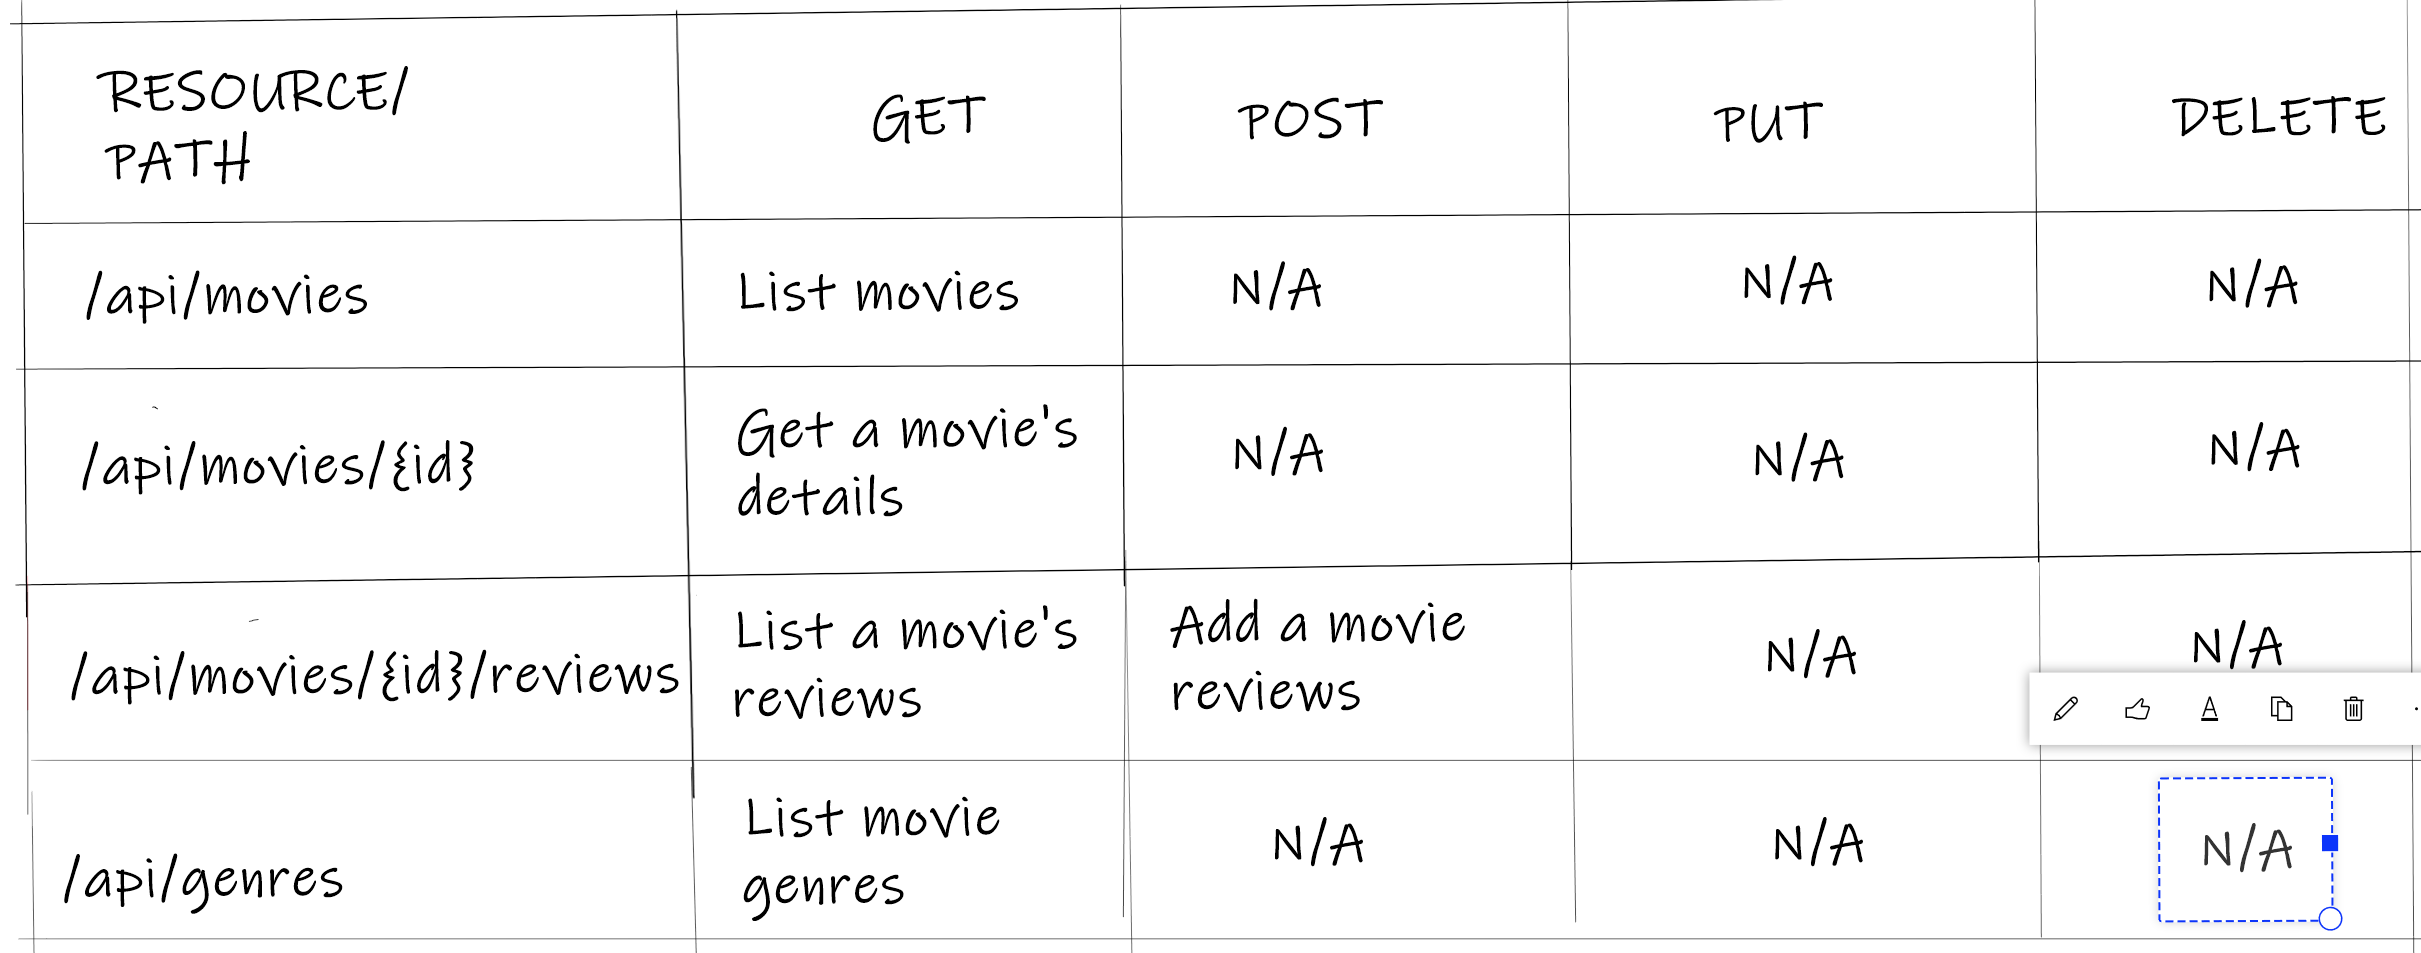 RESOURCE/
PATH
GET
POST
PUT
DELETE
/api/movies
List movies
N/A
N/A
N/A
/api/movies/{id}
Get a movie's
details
N/A
N/A
N/A
/api/movies/{id}/reviews
List a movie's
reviews
Add a movie
reviews
N/A
N/A
/api/genres
List movie
genres
N/A
N/A
N/A